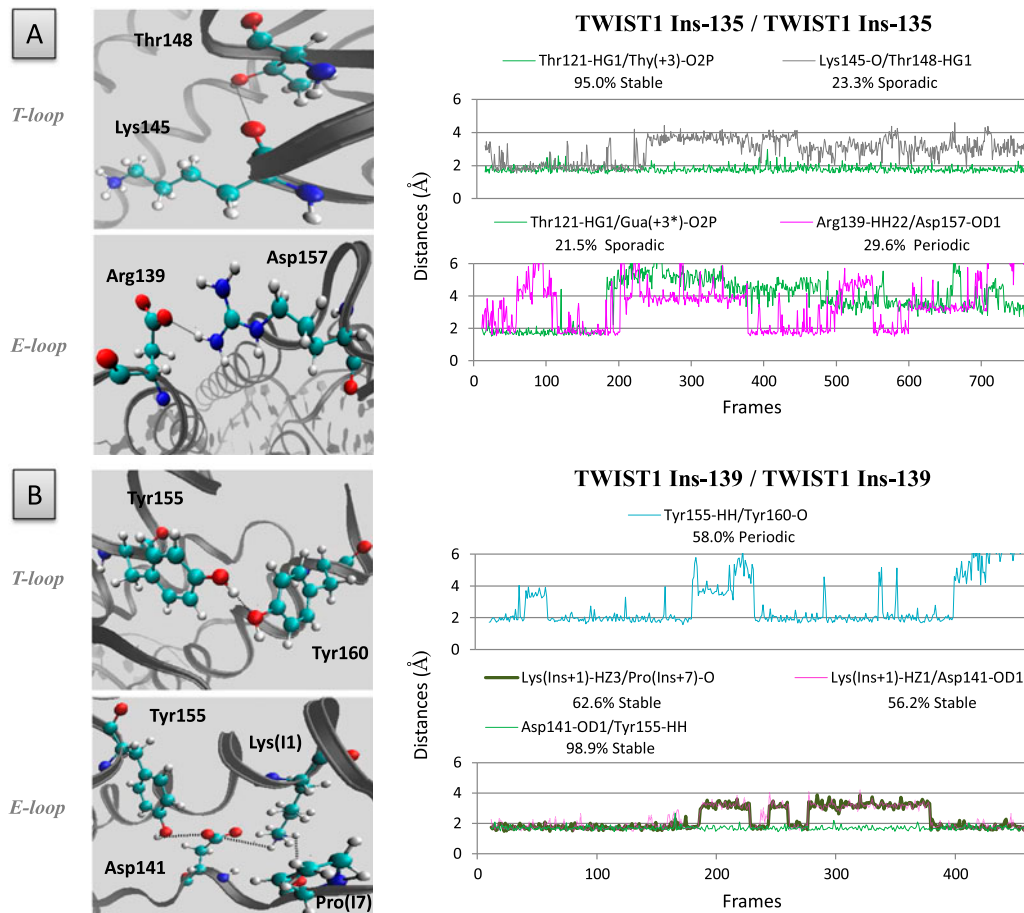 A
T-loop
Thr148
Lys145
E-loop
Arg139
Asp157
TWIST1 Ins-135 / TWIST1 Ins-135
Thr121-HG1/Thy(+3)-O2P
95.0% Stable
Lys145-O/Thr148-HG1
23.3% Sporadic
6
4
2
0
Thr121-HG1/Gua(+3*)-O2P
21.5% Sporadic
Arg139-HH22/Asp157-OD1
29.6% Periodic
6
4
2
0
Distances (Å)
0 100 200 300 400 500 600 700
Frames
B
T-loop
Tyr155
Tyr160
E-loop
Tyr155
Lys(I1)
Asp141
Pro(I7)
TWIST1 Ins-139 / TWIST1 Ins-139
Tyr155-HH/Tyr160-O
58.0% Periodic
6
4
2
0
Lys(Ins+1)-HZ3/Pro(Ins+7)-O
62.6% Stable
Lys(Ins+1)-HZ1/Asp141-OD1
56.2% Stable
Asp141-OD1/Tyr155-HH
98.9% Stable
6
4
2
0
Distances (Å)
0 100 200 300 400
Frames